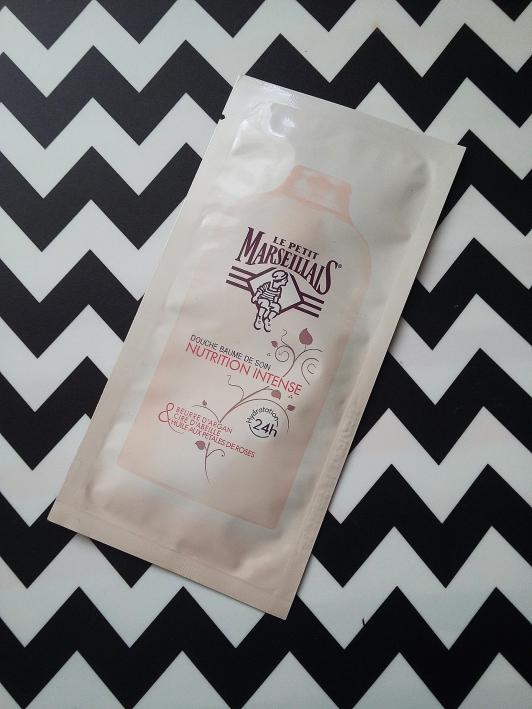 LE PETIT
MARSEILLAIS®
DOUCHE BAUME DE SOIN
NUTRITION INTENSE
BEURRE D'ARGAN
CIRE D'ABEILLE
& HUILE AUX PÉTALES DE ROSES
Hydratation
24h